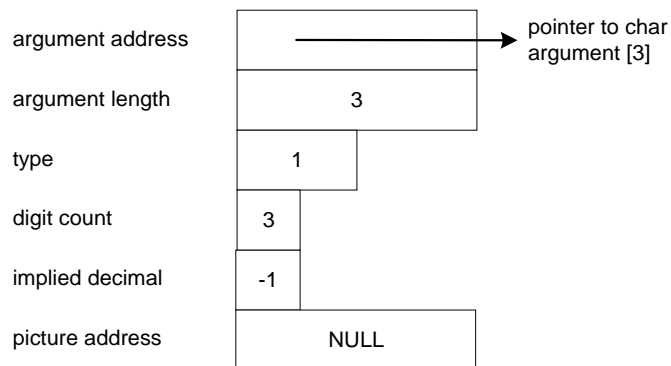 argument address
pointer to char
argument [3]
argument length
3
type
1
digit count
3
implied decimal
-1
picture address
NULL